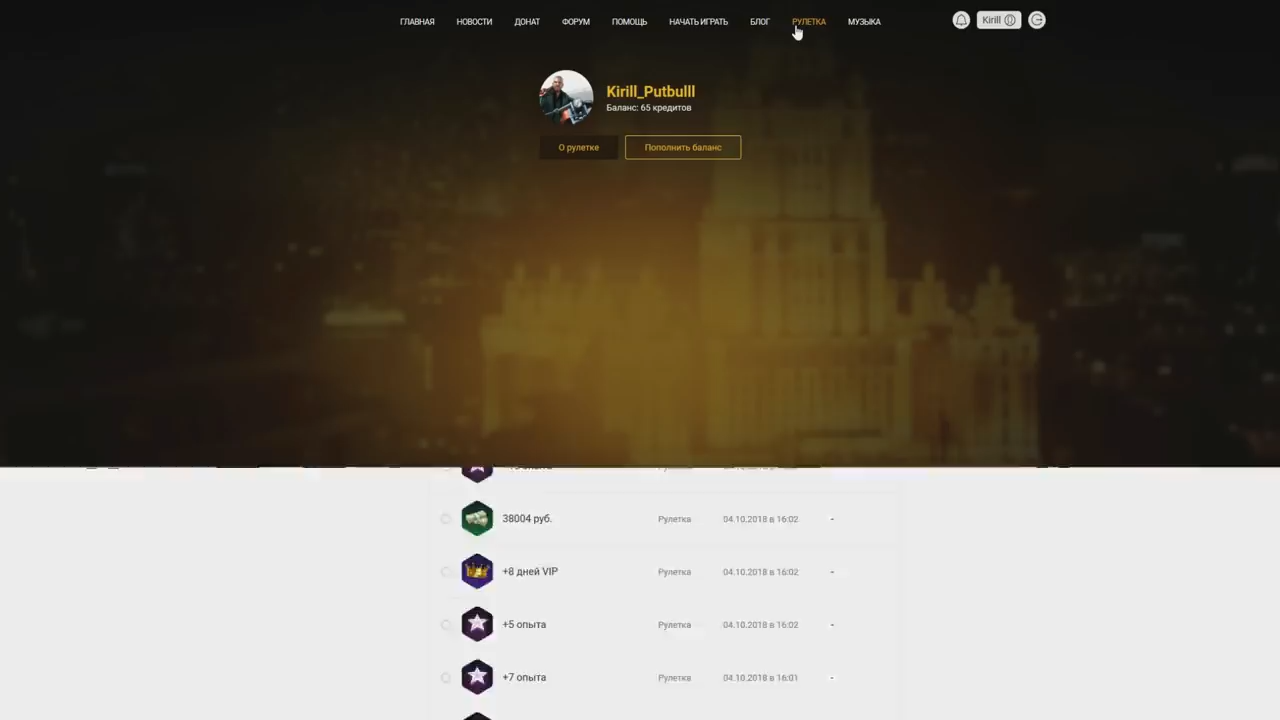 ГЛАВНАЯ НОВОСТИ ДОНАТ ФОРУМ ПОМОЩЬ НАЧАТЬ ИГРАТЬ БЛОГ РУЛЕТКА МУЗЫКА Kirill
Kirill_Putbulll
Баланс: 65 кредитов
О рулетке Пополнить баланс
38004 руб. Рулетка 04.10.2018 в 16:02 -
+8 дней VIP Рулетка 04.10.2018 в 16:02 -
+5 опыта Рулетка 04.10.2018 в 16:02 -
+7 опыта Рулетка 04.10.2018 в 16:01 -